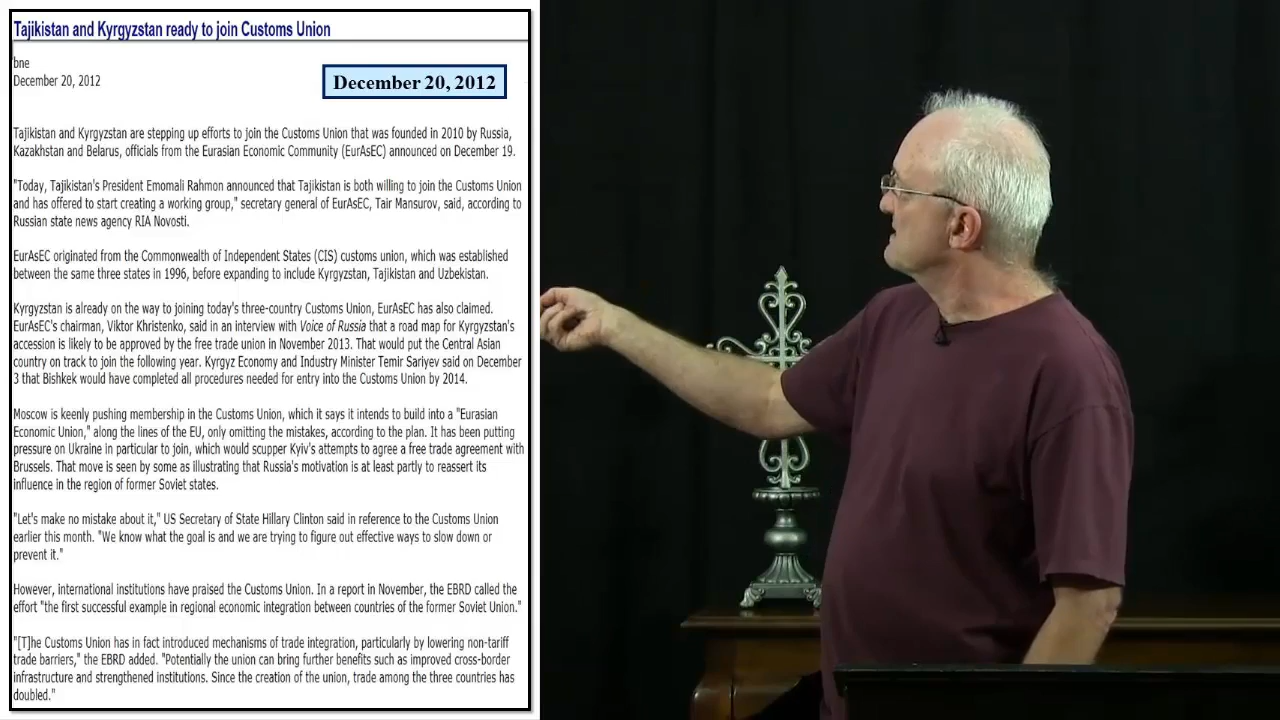 Tajikistan and Kyrgyzstan ready to join Customs Union
bne
December 20, 2012
December 20, 2012
Tajikistan and Kyrgyzstan are stepping up efforts to join the Customs Union that was founded in 2010 by Russia,
Kazakhstan and Belarus, officials from the Eurasian Economic Community (EurAsEC) announced on December 19.
"Today, Tajikistan's President Emomali Rahmon announced that Tajikistan is both willing to join the Customs Union
and has offered to start creating a working group," secretary general of EurAsEC, Tair Mansurov, said, according to
Russian state news agency RIA Novosti.
EurAsEC originated from the Commonwealth of Independent States (CIS) customs union, which was established
between the same three states in 1996, before expanding to include Kyrgyzstan, Tajikistan and Uzbekistan.
Kyrgyzstan is already on the way to joining today's three-country Customs Union, EurAsEC has also claimed.
EurAsEC's chairman, Viktor Khristenko, said in an interview with Voice of Russia that a road map for Kyrgyzstan's
accession is likely to be approved by the free trade union in November 2013. That would put the Central Asian
country on track to join the following year. Kyrgyz Economy and Industry Minister Temir Sariyev said on December
3 that Bishkek would have completed all procedures needed for entry into the Customs Union by 2014.
Moscow is keenly pushing membership in the Customs Union, which it says it intends to build into a "Eurasian
Economic Union," along the lines of the EU, only omitting the mistakes, according to the plan. It has been putting
pressure on Ukraine in particular to join, which would scupper Kyiv's attempts to agree a free trade agreement with
Brussels. That move is seen by some as illustrating that Russia's motivation is at least partly to reassert its
influence in the region of former Soviet states.
"Let's make no mistake about it," US Secretary of State Hillary Clinton said in reference to the Customs Union
earlier this month. "We know what the goal is and we are trying to figure out effective ways to slow down or
prevent it."
However, international institutions have praised the Customs Union. In a report in November, the EBRD called the
effort "the first successful example in regional economic integration between countries of the former Soviet Union."
"[T]he Customs Union has in fact introduced mechanisms of trade integration, particularly by lowering non-tariff
trade barriers," the EBRD added. "Potentially the union can bring further benefits such as improved cross-border
infrastructure and strengthened institutions. Since the creation of the union, trade among the three countries has
doubled."